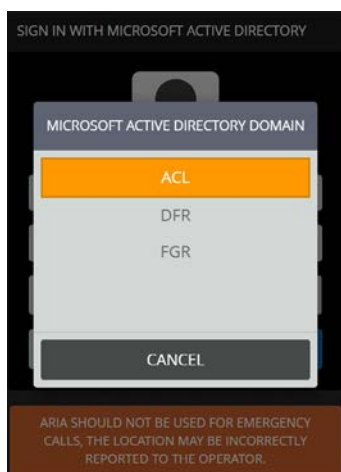 SIGN IN WITH MICROSOFT ACTIVE DIRECTORY
MICROSOFT ACTIVE DIRECTORY DOMAIN
ACL
DFR
FGR
CANCEL
ARIA SHOULD NOT BE USED FOR EMERGENCY
CALLS, THE LOCATION MAY BE INCORRECTLY
REPORTED TO THE OPERATOR.